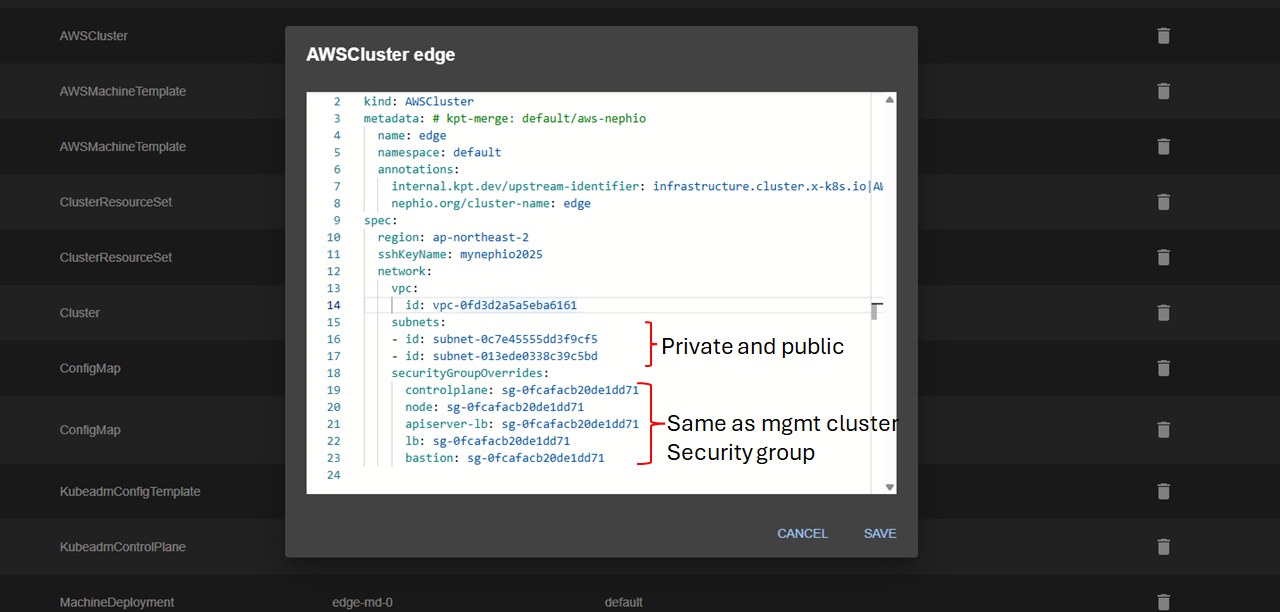 AWSCluster
AWSMachineTemplate
AWSMachineTemplate
ClusterResourceSet
ClusterResourceSet
Cluster
ConfigMap
ConfigMap
KubeadmConfigTemplate
KubeadmControlPlane
MachineDeployment edge-md-0 default
AWSCluster edge
2 kind: AWSCluster
3 metadata: # kpt-merge: default/aws-nephio
4 name: edge
5 namespace: default
6 annotations:
7 internal.kpt.dev/upstream-identifier: infrastructure.cluster.x-k8s.io|AW
8 nephio.org/cluster-name: edge
9 spec:
10 region: ap-northeast-2
11 sshKeyName: mynephio2025
12 network:
13 vpc:
14 id: vpc-0fd3d2a5a5eba6161
15 subnets:
16 - id: subnet-0c7e45555dd3f9cf5
17 - id: subnet-013ede0338c39c5bd
18 securityGroupOverrides:
19 controlplane: sg-0fcafacb20de1dd71
20 node: sg-0fcafacb20de1dd71
21 apiserver-lb: sg-0fcafacb20de1dd71
22 lb: sg-0fcafacb20de1dd71
23 bastion: sg-0fcafacb20de1dd71
24
Private and public
Same as mgmt cluster
Security group
CANCEL SAVE